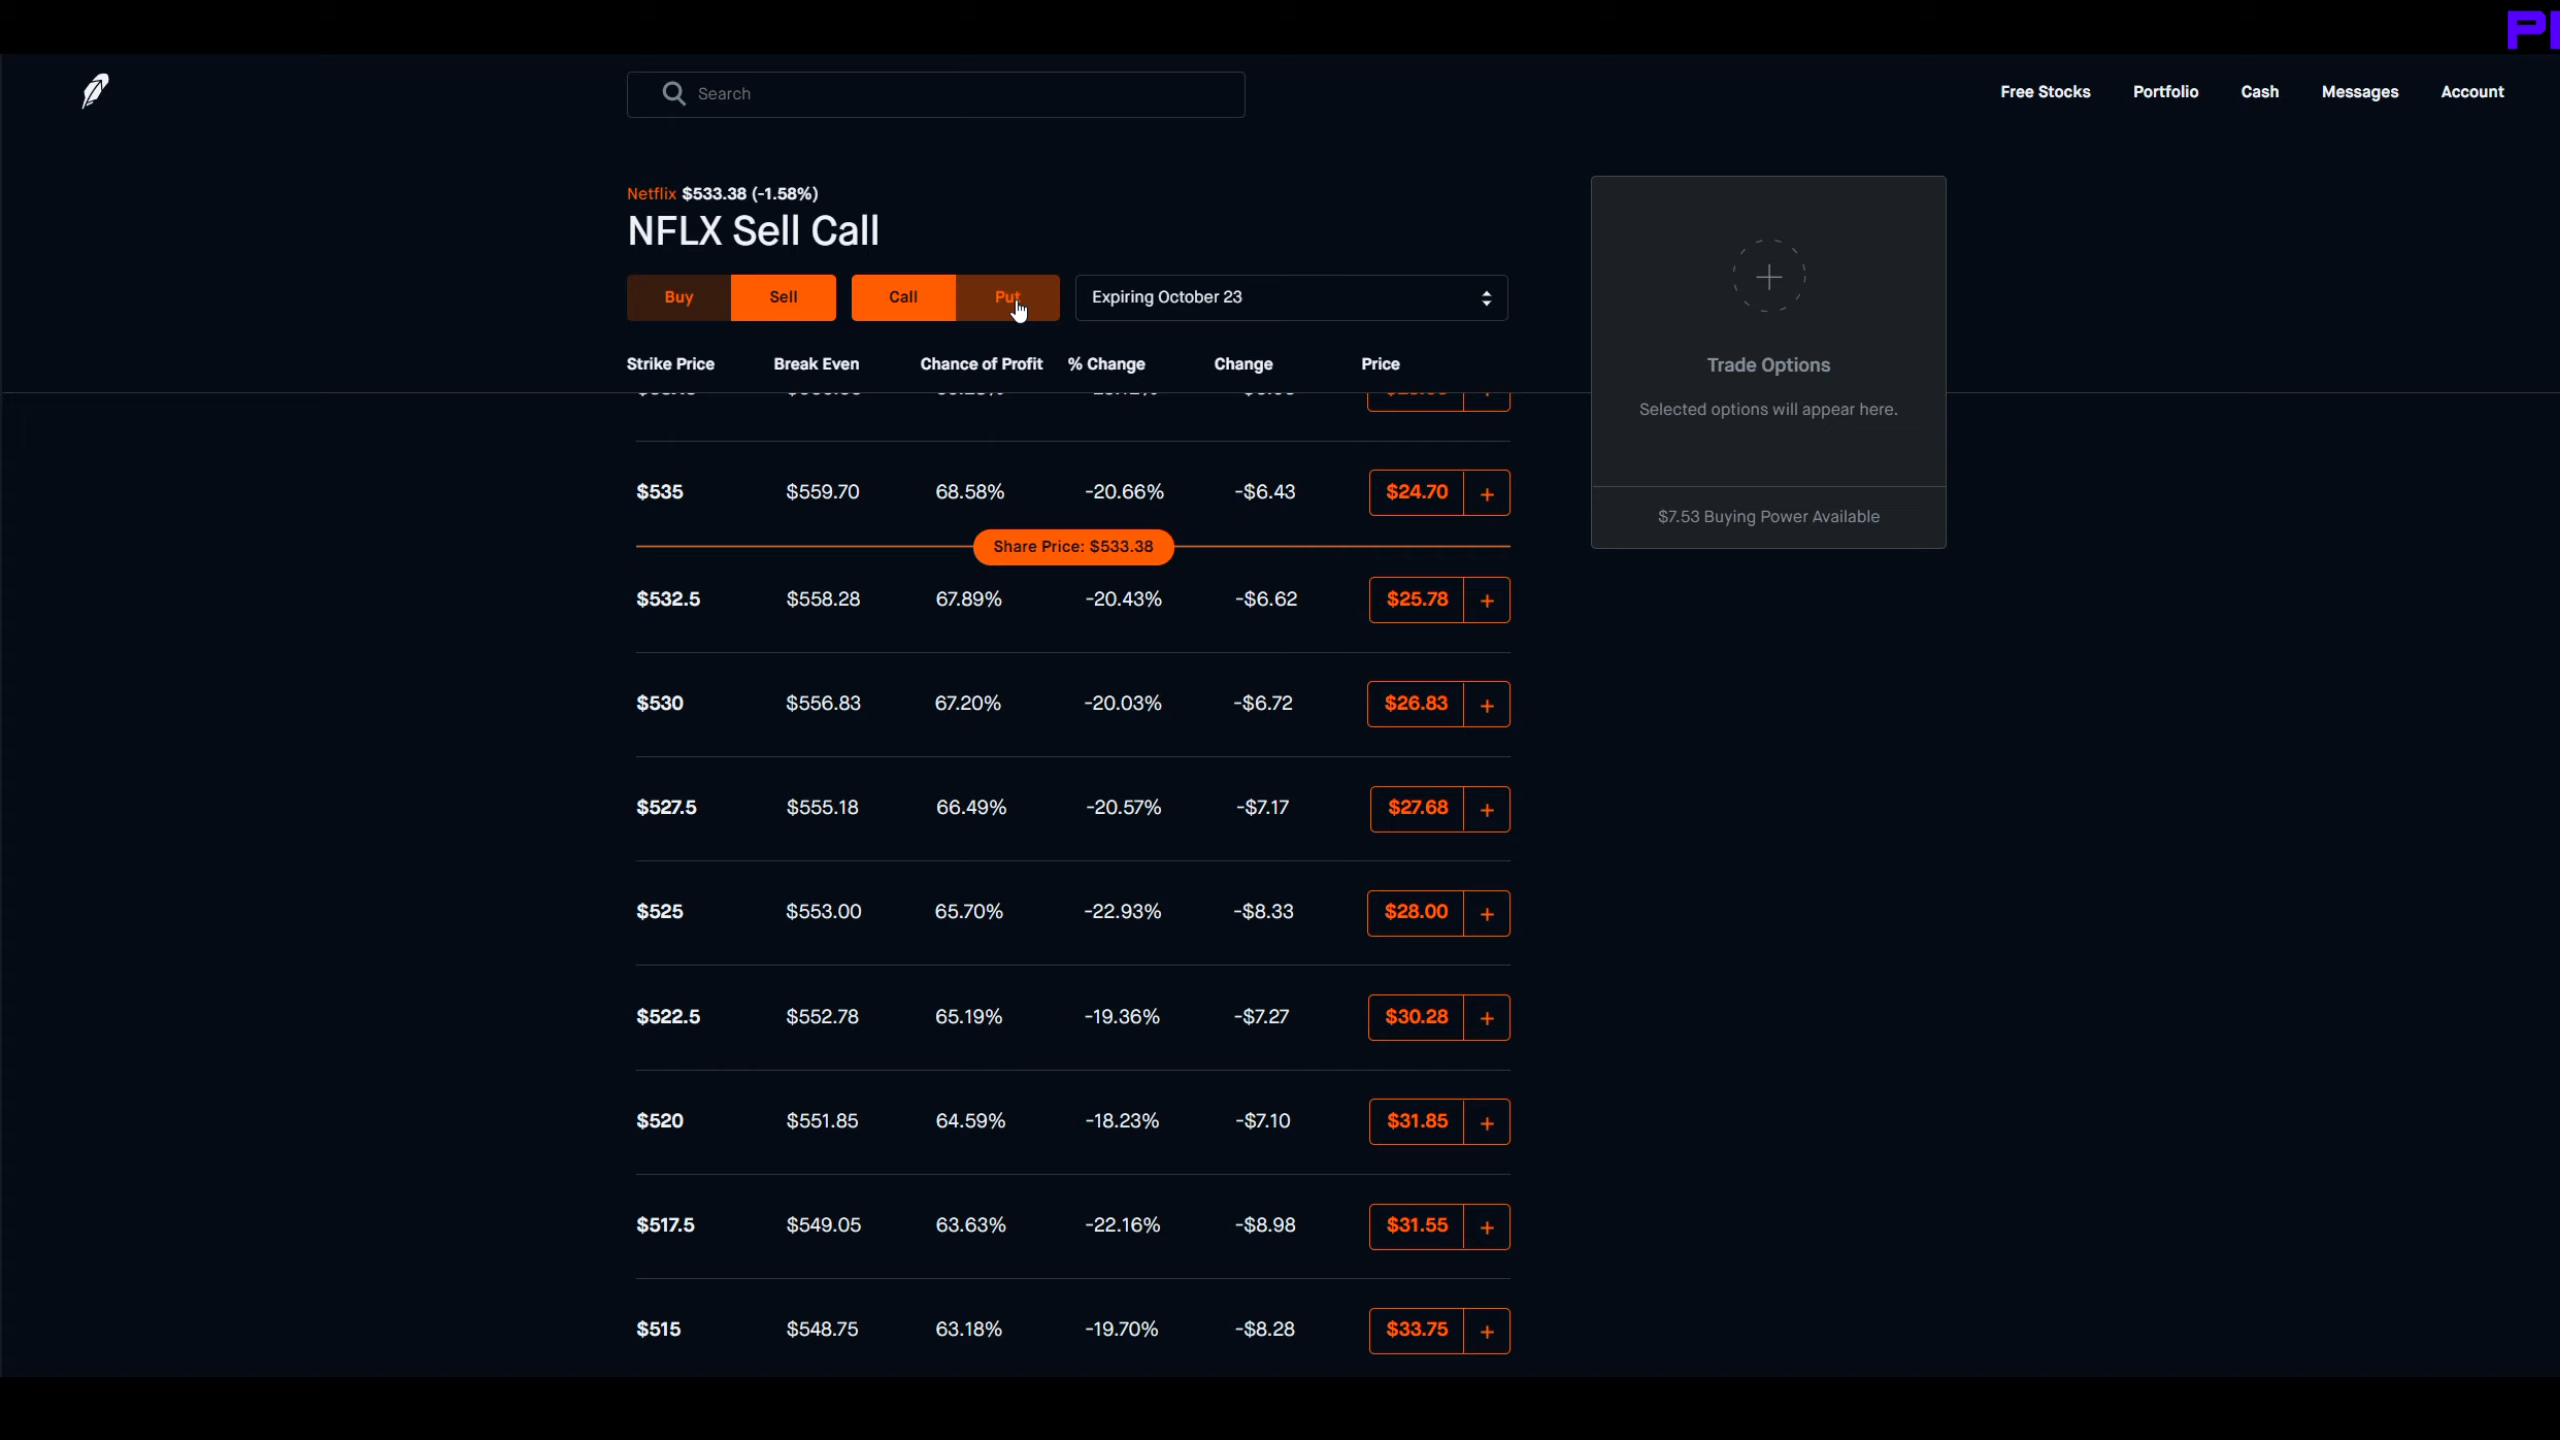 Search
Free Stocks Portfolio Cash Messages Account
Netflix $533.38 (-1.58%)
NFLX Sell Call
Buy Sell Call Put Expiring October 23
Strike Price Break Even Chance of Profit % Change Change Price
$535 $559.70 68.58% -20.66% -$6.43 $24.70 +
Share Price: $533.38
$532.5 $558.28 67.89% -20.43% -$6.62 $25.78 +
$530 $556.83 67.20% -20.03% -$6.72 $26.83 +
$527.5 $555.18 66.49% -20.57% -$7.17 $27.68 +
$525 $553.00 65.70% -22.93% -$8.33 $28.00 +
$522.5 $552.78 65.19% -19.36% -$7.27 $30.28 +
$520 $551.85 64.59% -18.23% -$7.10 $31.85 +
$517.5 $549.05 63.63% -22.16% -$8.98 $31.55 +
$515 $548.75 63.18% -19.70% -$8.28 $33.75 +
Trade Options
Selected options will appear here.
$7.53 Buying Power Available